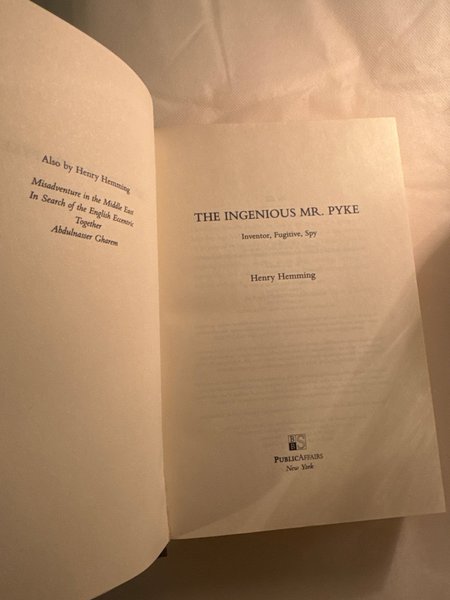 Also by Henry Hemming
Misadventure in the Middle East
In Search of the English Eccentric
Together
Abdulnasser Gharem
THE INGENIOUS MR. PYKE
Inventor, Fugitive, Spy
Henry Hemming
PUBLICAFFAIRS
New York